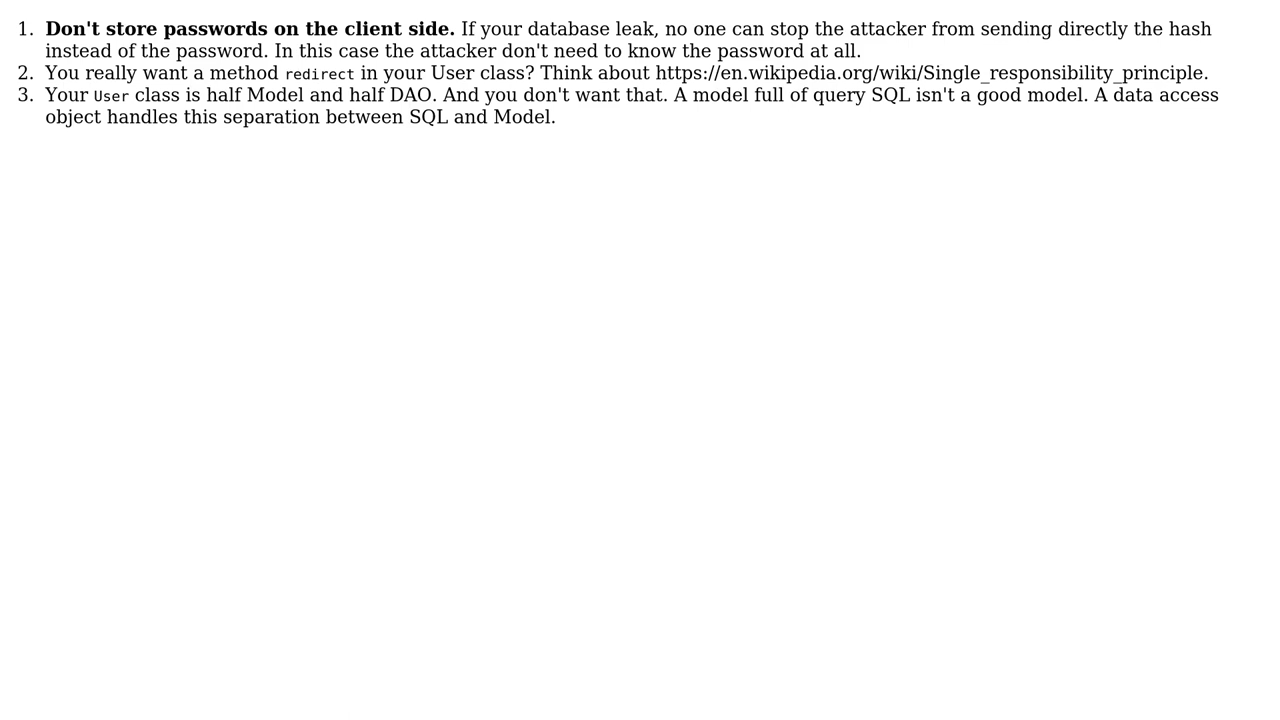 1. Don't store passwords on the client side. If your database leak, no one can stop the attacker from sending directly the hash
instead of the password. In this case the attacker don't need to know the password at all.
2. You really want a method redirect in your User class? Think about https://en.wikipedia.org/wiki/Single_responsibility_principle.
3. Your User class is half Model and half DAO. And you don't want that. A model full of query SQL isn't a good model. A data access
object handles this separation between SQL and Model.